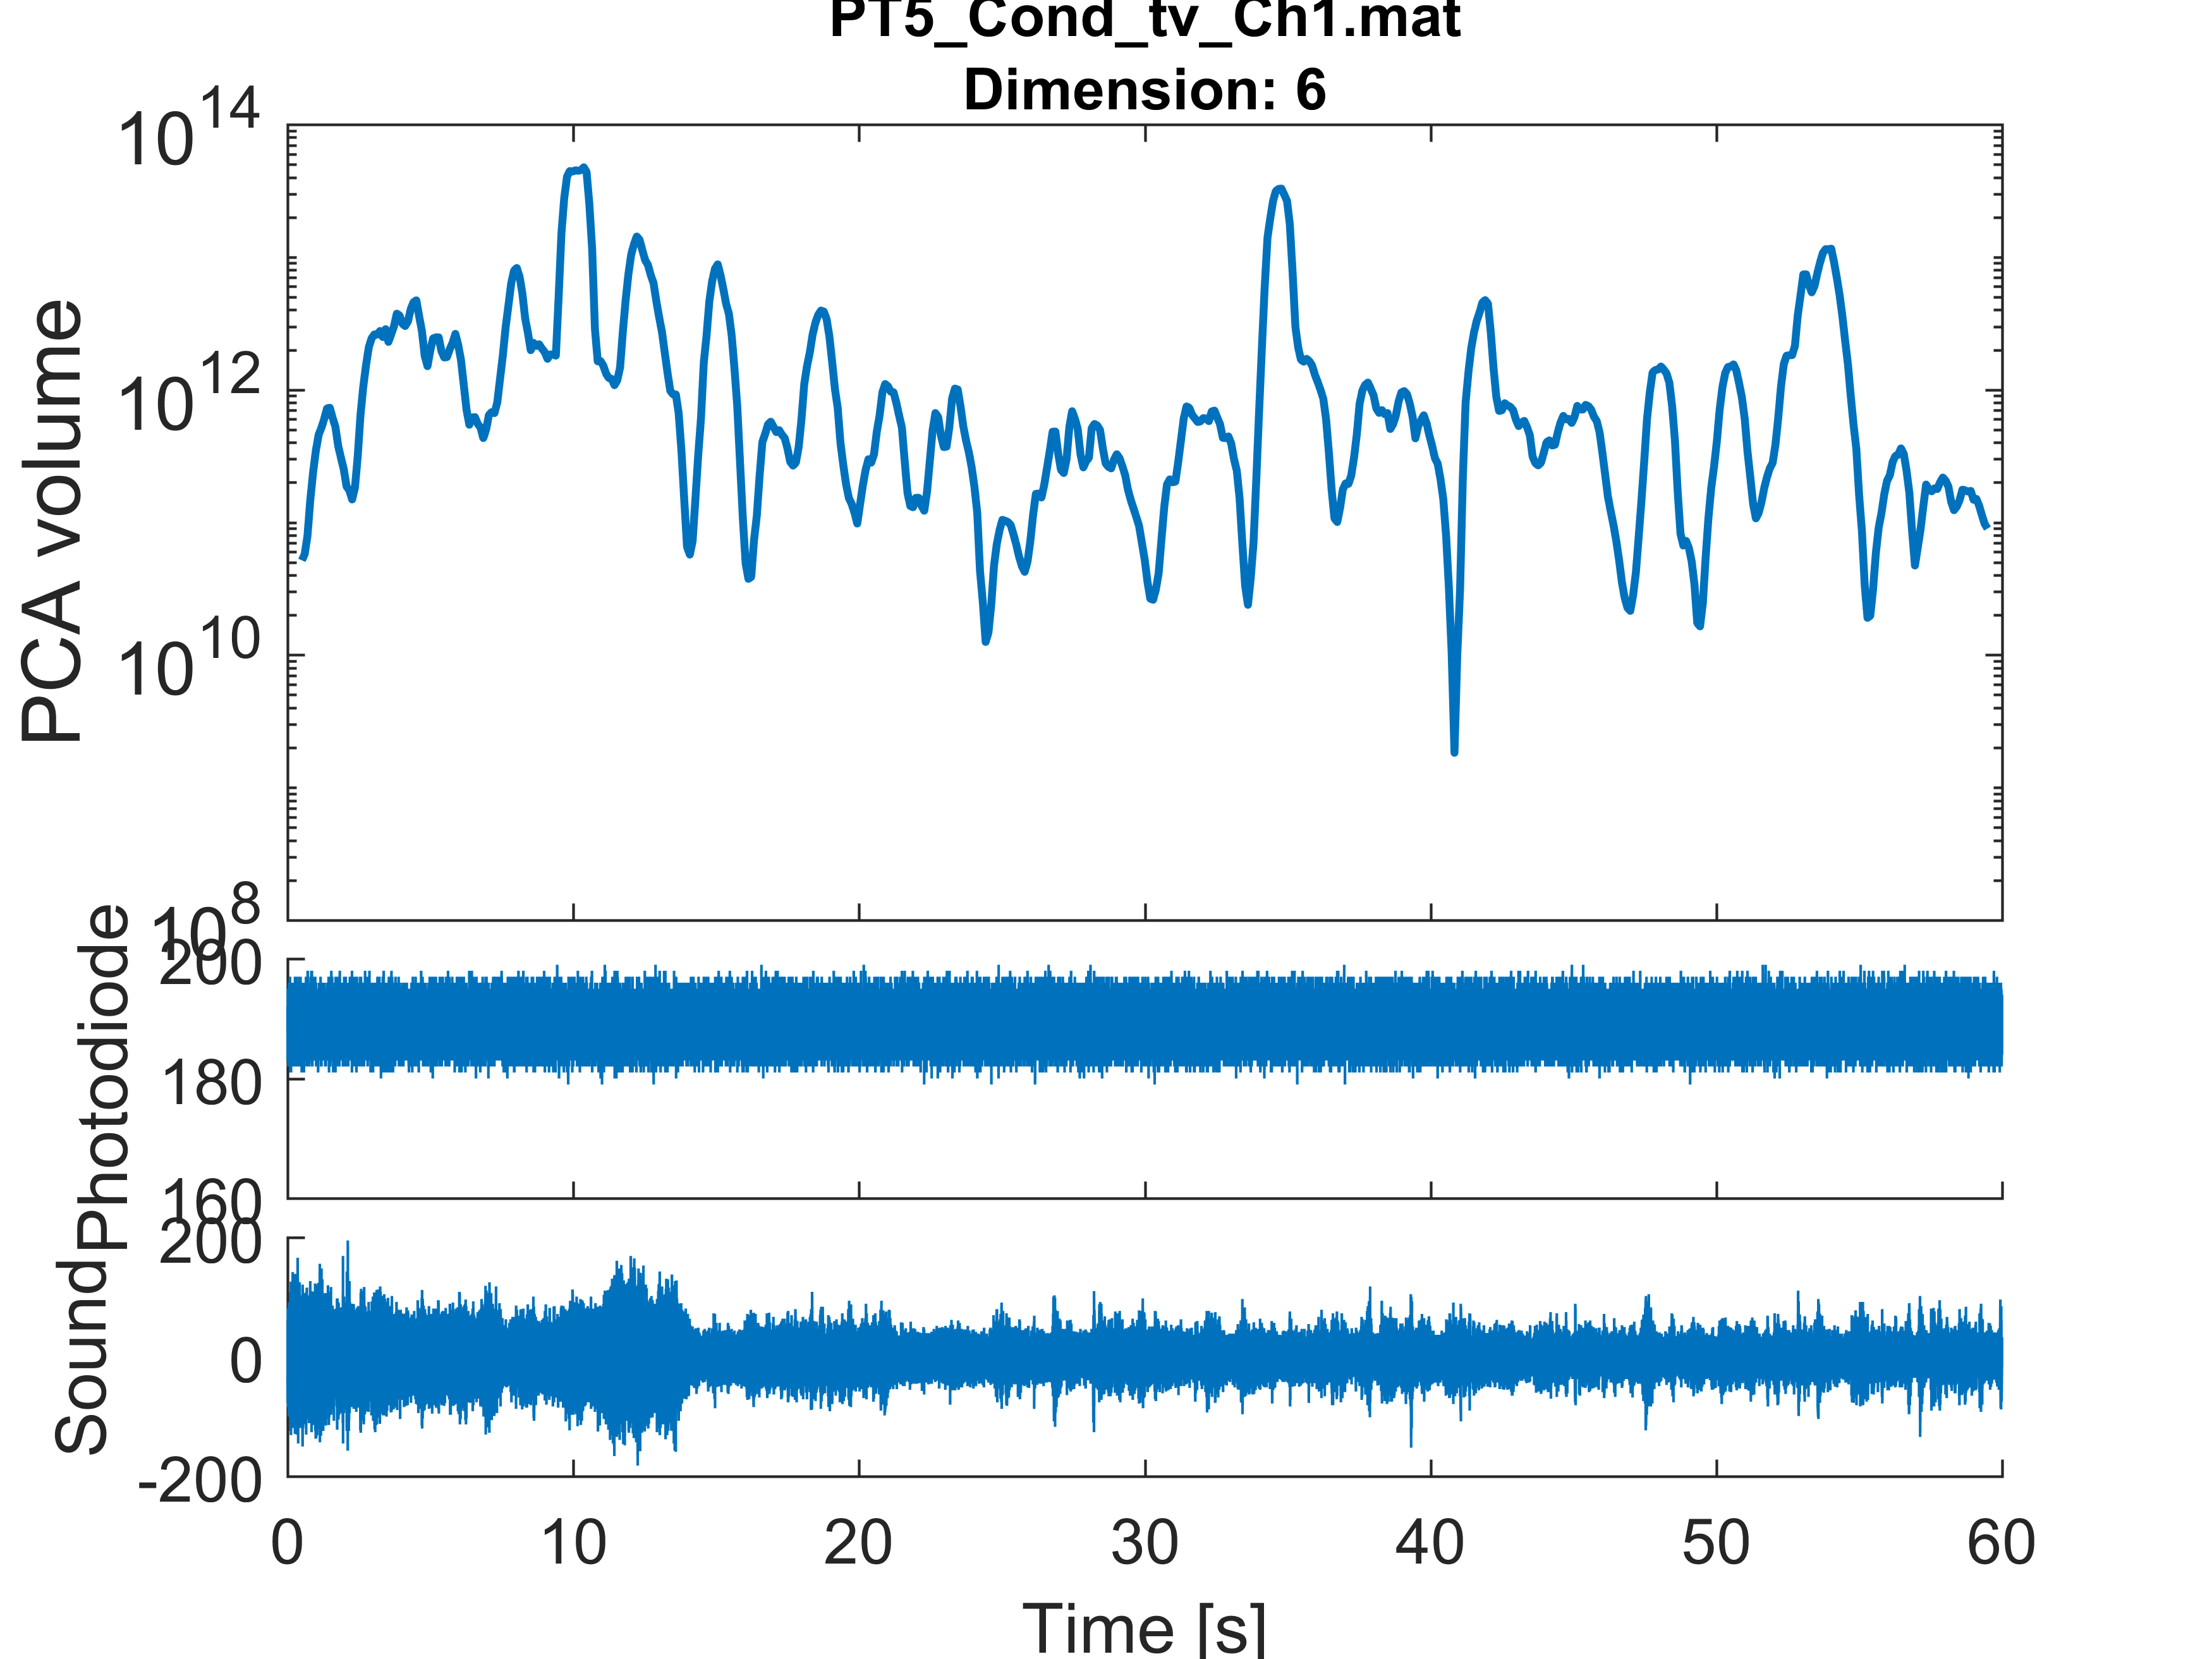 PT5_Cond_tv_Ch1.mat
Dimension: 6
PCA volume
10^14
10^12
10^10
10^8
Photodiode
200
180
160
Sound
200
0
-200
0 10 20 30 40 50 60
Time [s]